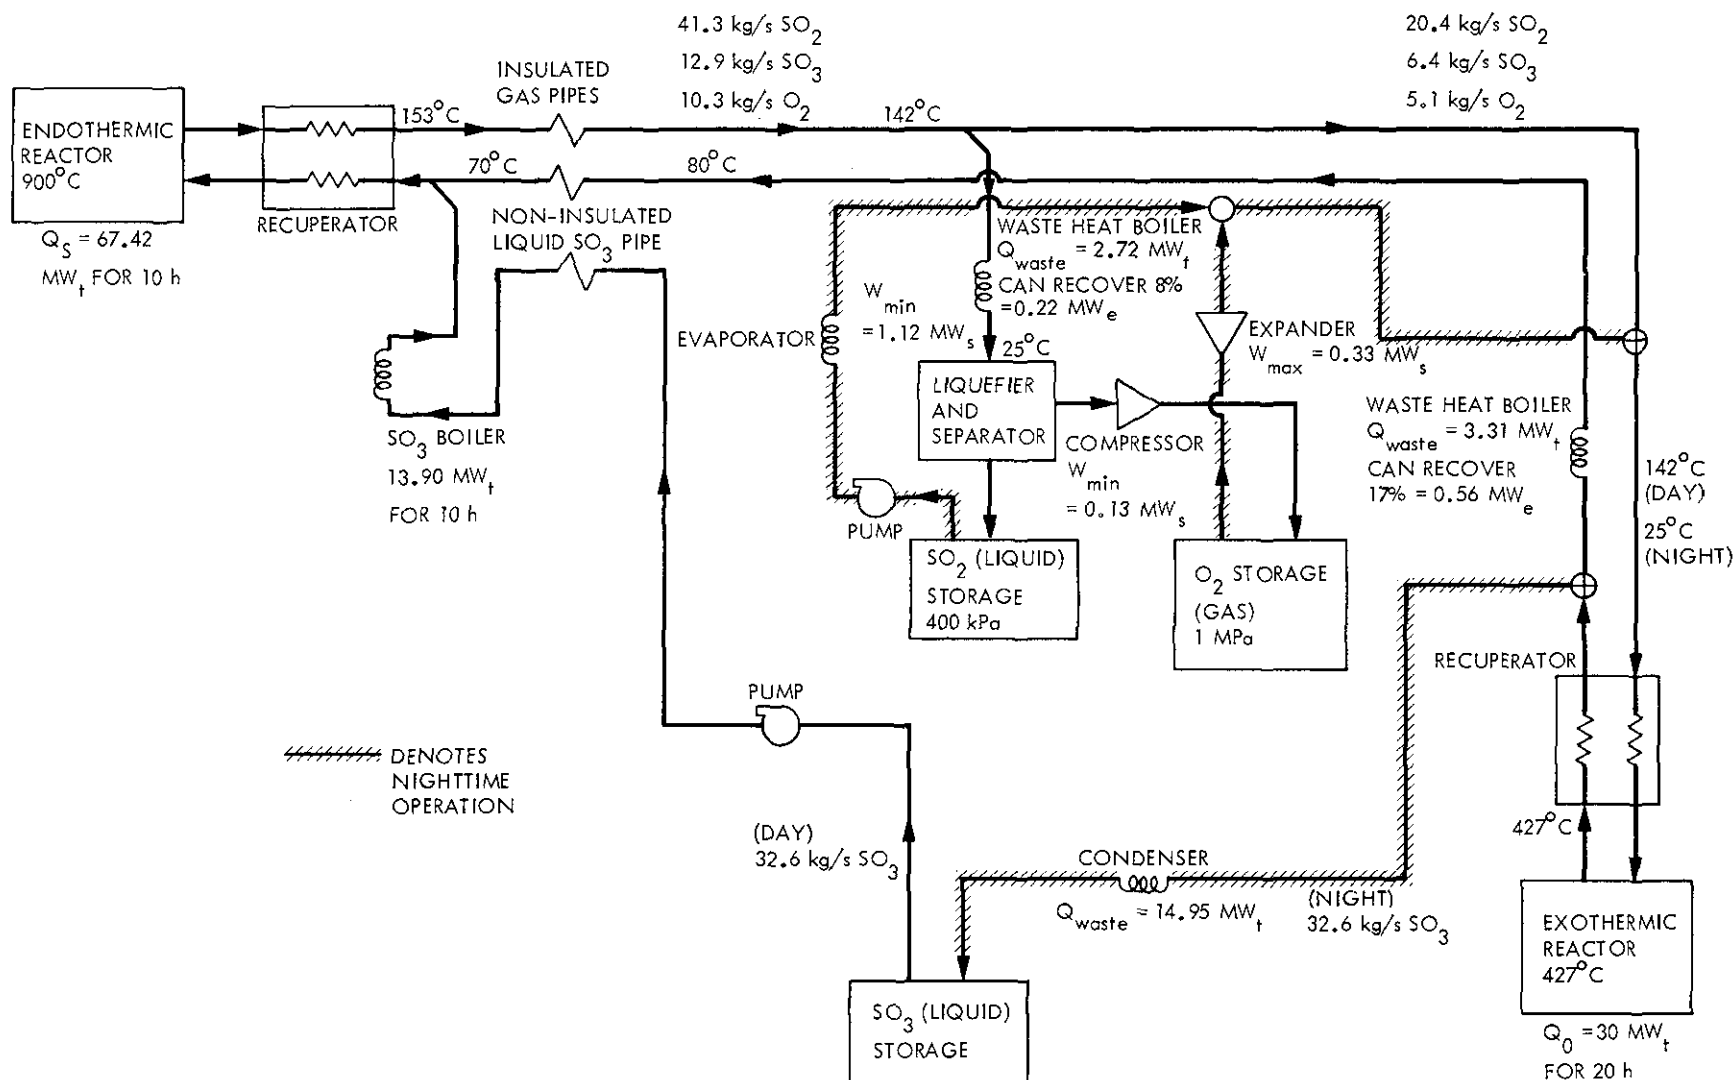 41.3 kg/s SO2
12.9 kg/s SO3
10.3 kg/s O2
20.4 kg/s SO2
6.4 kg/s SO3
5.1 kg/s O2
INSULATED
GAS PIPES
153°C
142°C
ENDOTHERMIC
REACTOR
900°C
RECUPERATOR
70°C
80°C
NON-INSULATED
LIQUID SO3 PIPE
QS = 67.42
MWt FOR 10 h
WASTE HEAT BOILER
Qwaste = 2.72 MWt
CAN RECOVER 8%
=0.22 MWe
Wmin
=1.12 MWs
EVAPORATOR
25°C
EXPANDER
Wmax = 0.33 MWs
LIQUEFIER
AND
SEPARATOR
COMPRESSOR
Wmin
= 0.13 MWs
WASTE HEAT BOILER
Qwaste = 3.31 MWt
CAN RECOVER
17% = 0.56 MWe
142°C
(DAY)
25°C
(NIGHT)
SO3 BOILER
13.90 MWt
FOR 10 h
PUMP
SO2 (LIQUID)
STORAGE
400 kPa
O2 STORAGE
(GAS)
1 MPa
RECUPERATOR
PUMP
DENOTES
NIGHTTIME
OPERATION
(DAY)
32.6 kg/s SO3
427°C
CONDENSER
Qwaste = 14.95 MWt
(NIGHT)
32.6 kg/s SO3
EXOTHERMIC
REACTOR
427°C
SO3 (LIQUID)
STORAGE
Q0 = 30 MWt
FOR 20 h